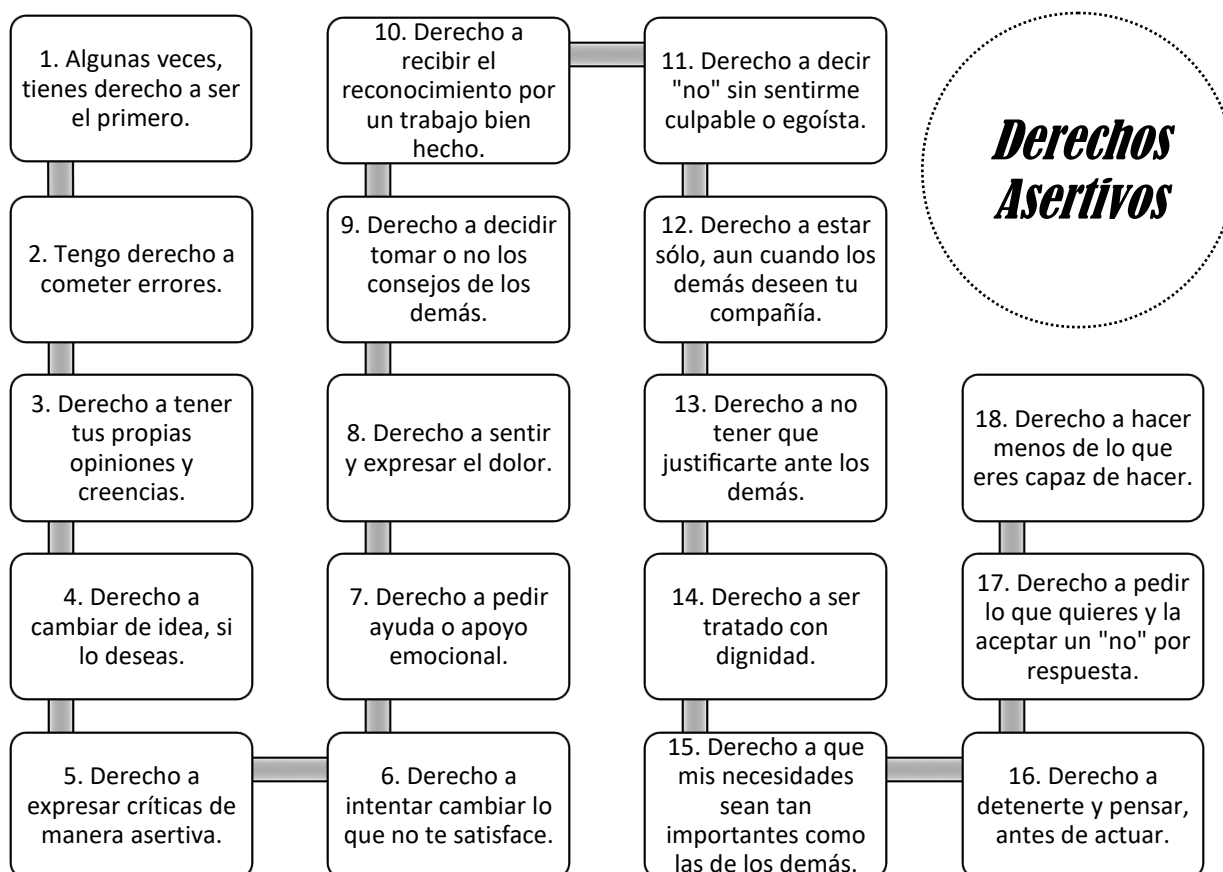 Derechos
Asertivos
1. Algunas veces,
tienes derecho a ser
el primero.
2. Tengo derecho a
cometer errores.
3. Derecho a tener
tus propias
opiniones y
creencias.
4. Derecho a
cambiar de idea, si
lo deseas.
5. Derecho a
expresar críticas de
manera asertiva.
6. Derecho a
intentar cambiar lo
que no te satisface.
7. Derecho a pedir
ayuda o apoyo
emocional.
8. Derecho a sentir
y expresar el dolor.
9. Derecho a decidir
tomar o no los
consejos de los
demás.
10. Derecho a
recibir el
reconocimiento por
un trabajo bien
hecho.
11. Derecho a decir
"no" sin sentirme
culpable o egoísta.
12. Derecho a estar
sólo, aun cuando los
demás deseen tu
compañía.
13. Derecho a no
tener que
justificarte ante los
demás.
14. Derecho a ser
tratado con
dignidad.
15. Derecho a que
mis necesidades
sean tan
importantes como
las de los demás.
16. Derecho a
detenerte y pensar,
antes de actuar.
17. Derecho a pedir
lo que quieres y la
aceptar un "no" por
respuesta.
18. Derecho a hacer
menos de lo que
eres capaz de hacer.